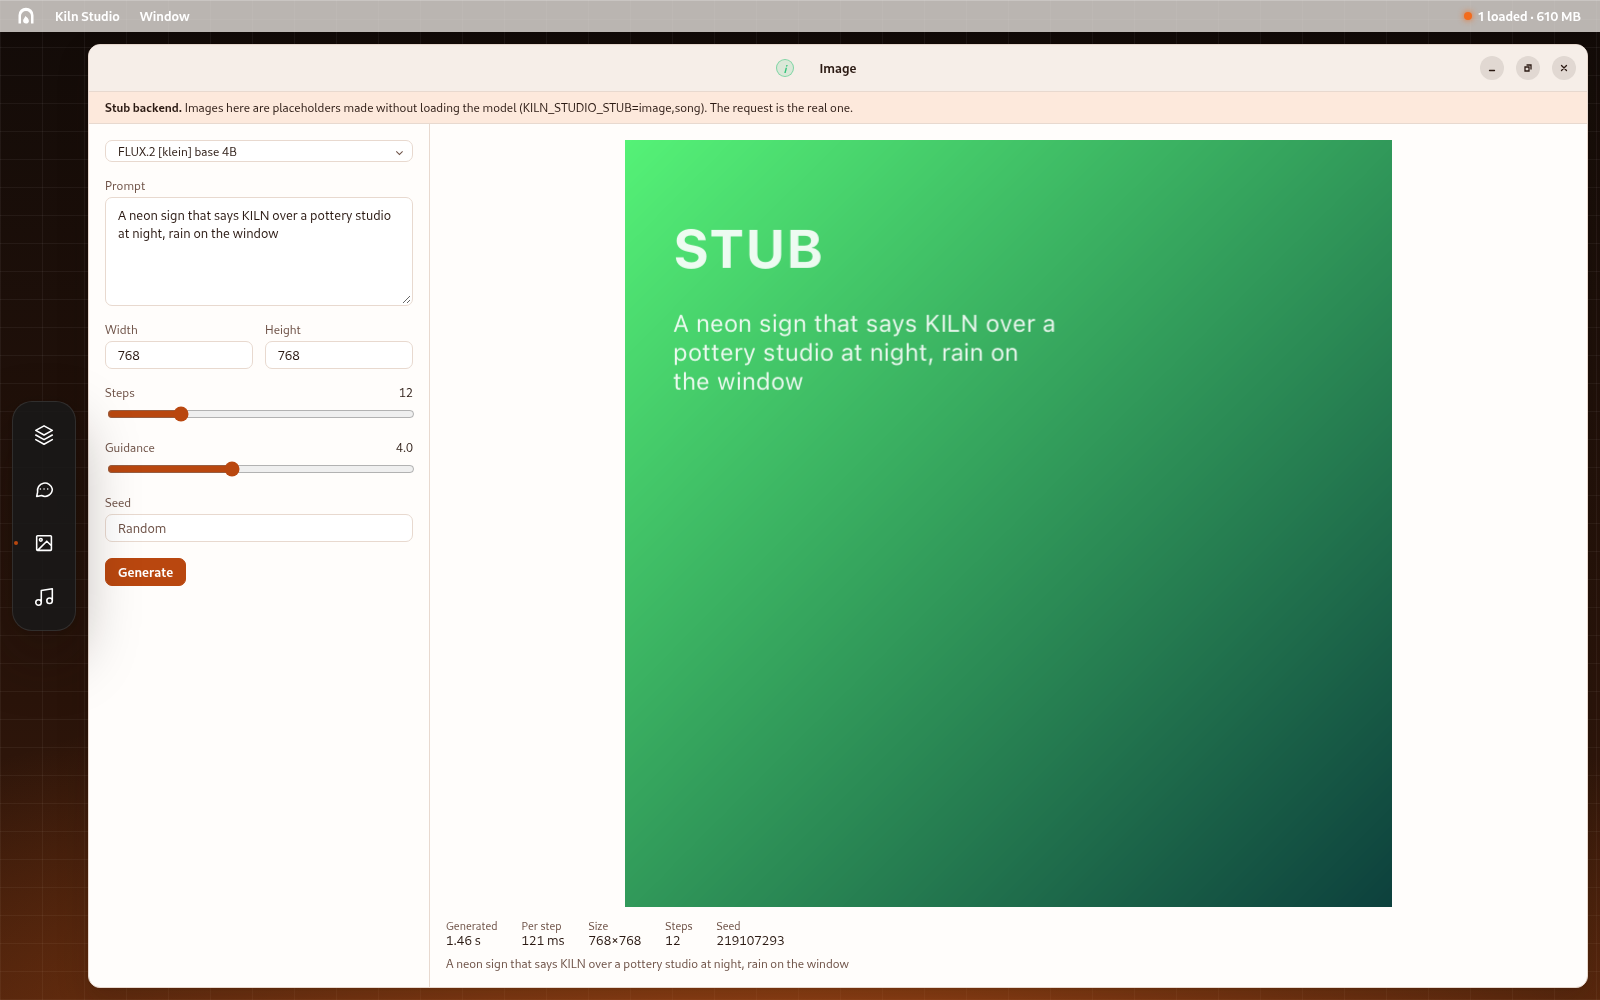 Kiln Studio Window 1 loaded · 610 MB
i Image
Stub backend. Images here are placeholders made without loading the model (KILN_STUDIO_STUB=image,song). The request is the real one.
FLUX.2 [klein] base 4B
Prompt
A neon sign that says KILN over a pottery studio
at night, rain on the window
Width Height
768 768
Steps 12
Guidance 4.0
Seed
Random
Generate
STUB
A neon sign that says KILN over a
pottery studio at night, rain on
the window
Generated Per step Size Steps Seed
1.46 s 121 ms 768×768 12 219107293
A neon sign that says KILN over a pottery studio at night, rain on the window